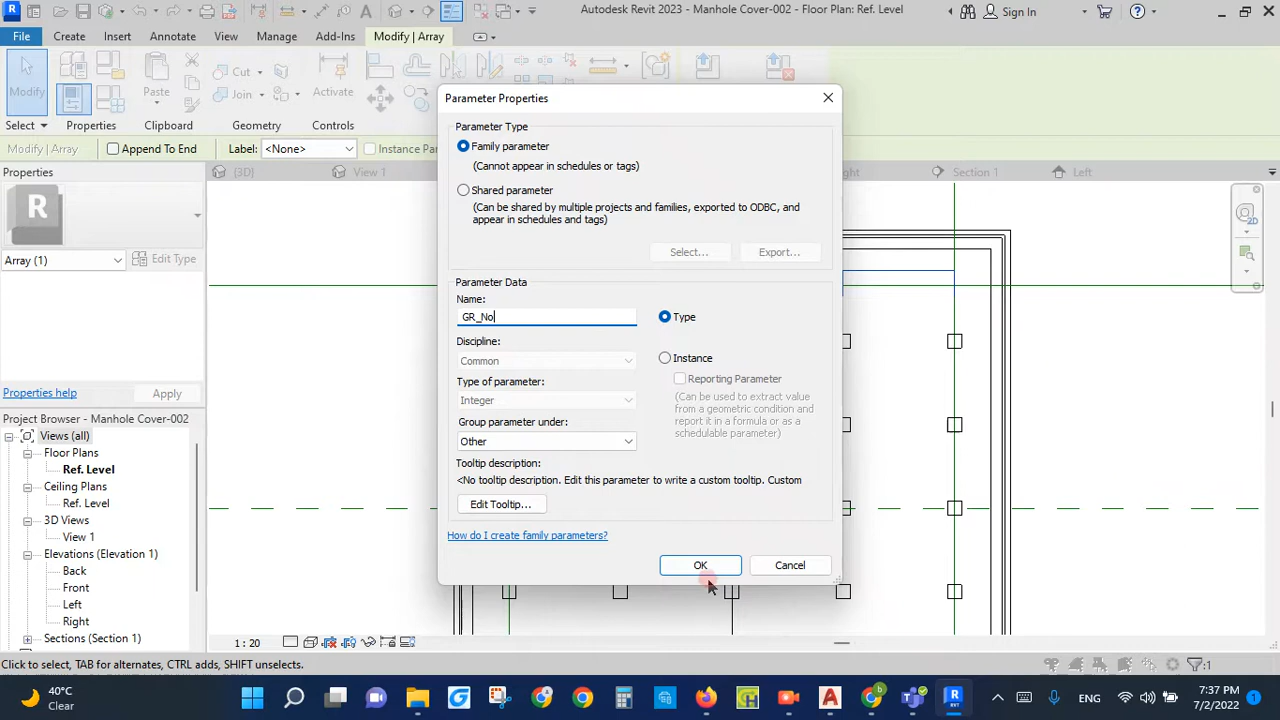 Autodesk Revit 2023 - Manhole Cover-002 - Floor Plan: Ref. Level
Sign In
File
Create
Insert
Annotate
View
Manage
Add-Ins
Modify | Array
Modify
Paste
Cut
Join
Activate
Select
Properties
Clipboard
Geometry
Controls
Modify | Array
Append To End
Label:
<None>
Instance Par
Properties
{3D}
View 1
ght
Section 1
Left
Array (1)
Edit Type
Properties help
Apply
Project Browser - Manhole Cover-002
Views (all)
Floor Plans
Ref. Level
Ceiling Plans
Ref. Level
3D Views
View 1
Elevations (Elevation 1)
Back
Front
Left
Right
Sections (Section 1)
Parameter Properties
Parameter Type
Family parameter
(Cannot appear in schedules or tags)
Shared parameter
(Can be shared by multiple projects and families, exported to ODBC, and
appear in schedules and tags)
Select...
Export...
Parameter Data
Name:
GR_No
Type
Discipline:
Common
Instance
Reporting Parameter
Type of parameter:
Integer
(Can be used to extract value
from a geometric condition and
report it in a formula or as a
schedulable parameter)
Group parameter under:
Other
Tooltip description:
<No tooltip description. Edit this parameter to write a custom tooltip. Custom
Edit Tooltip...
How do I create family parameters?
OK
Cancel
2D
1 : 20
Click to select, TAB for alternates, CTRL adds, SHIFT unselects.
:1
40°C
Clear
ENG
7:37 PM
7/2/2022